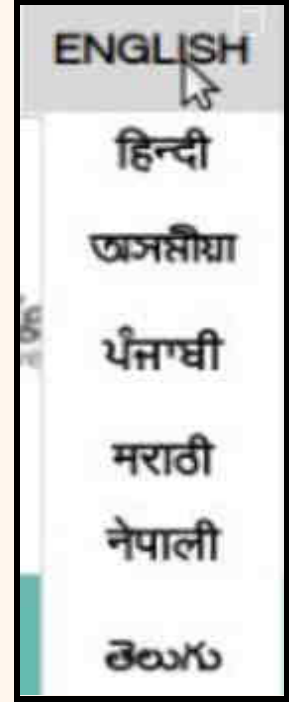 ENGLISH
हिन्दी
অসমীয়া
ਪੰਜਾਬੀ
मराठी
नेपाली
తెలుగు